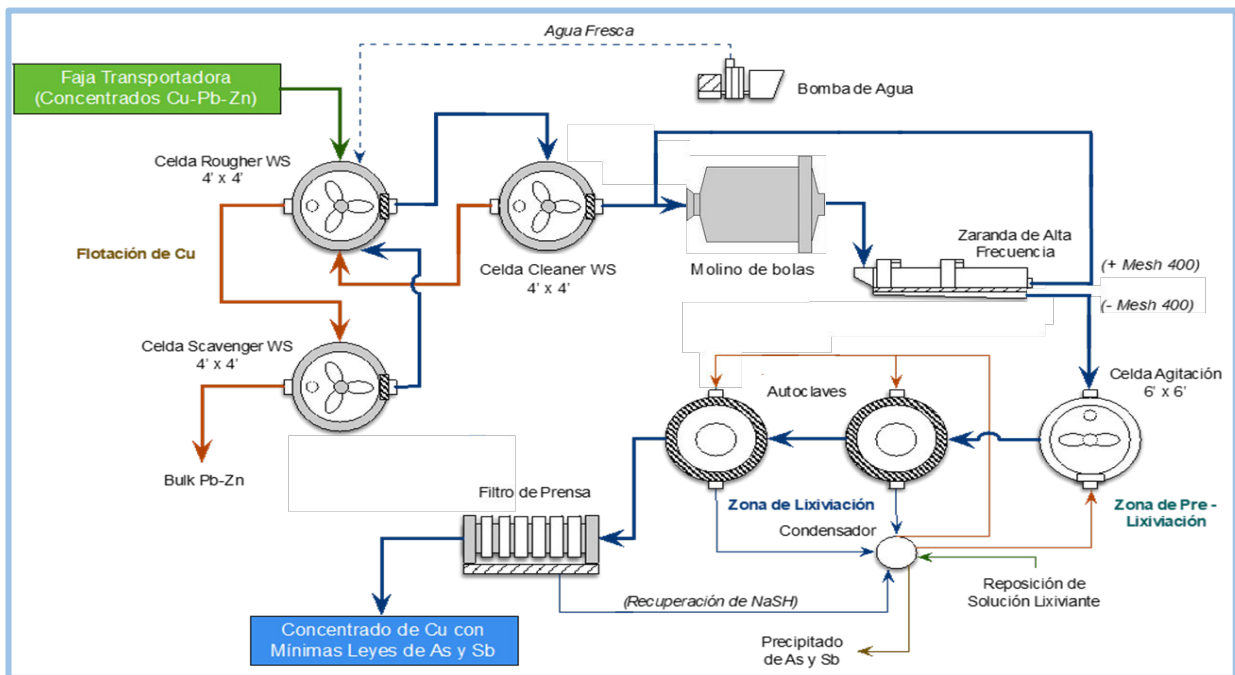 Agua Fresca
Faja Transportadora
(Concentrados Cu-Pb-Zn)
Bomba de Agua
Celda Rougher WS
4' x 4'
Flotación de Cu
Celda Cleaner WS
4' x 4'
Molino de bolas
Zaranda de Alta
Frecuencia
(+ Mesh 400)
(- Mesh 400)
Celda Scavenger WS
4' x 4'
Bulk Pb-Zn
Autoclaves
Celda Agitación
6' x 6'
Filtro de Prensa
Zona de Lixiviación
Condensador
Zona de Pre -
Lixiviación
(Recuperación de NaSH)
Reposición de
Solución Lixiviante
Concentrado de Cu con
Mínimas Leyes de As y Sb
Precipitado
de As y Sb